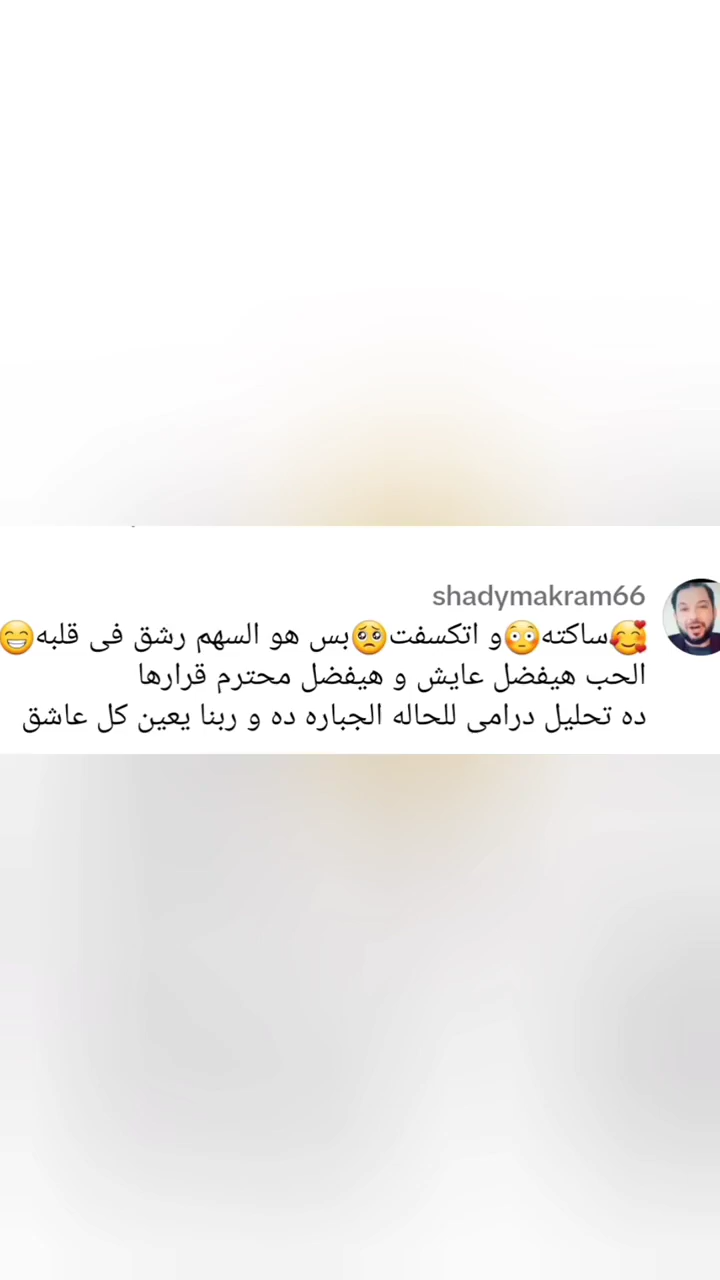 shadymakram66
🥰ساكته😳و اتكسفت🥺بس هو السهم رشق فى قلبه😁
الحب هيفضل عايش و هيفضل محترم قرارها
ده تحليل درامى للحاله الجباره ده و ربنا يعين كل عاشق